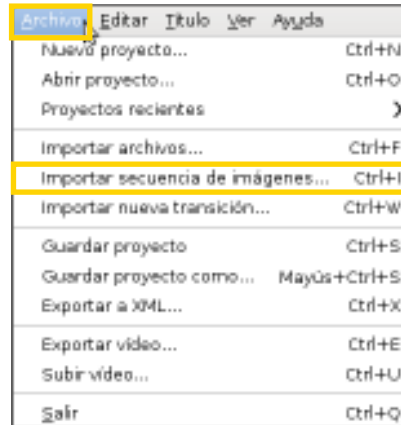 Archivo Editar Título Ver Ayuda
Nuevo proyecto... Ctrl+N
Abrir proyecto... Ctrl+O
Proyectos recientes
Importar archivos... Ctrl+F
Importar secuencia de imágenes... Ctrl+I
Importar nueva transición... Ctrl+W
Guardar proyecto Ctrl+S
Guardar proyecto como... Mayús+Ctrl+S
Exportar a XML... Ctrl+X
Exportar vídeo... Ctrl+E
Subir vídeo... Ctrl+U
Salir Ctrl+Q